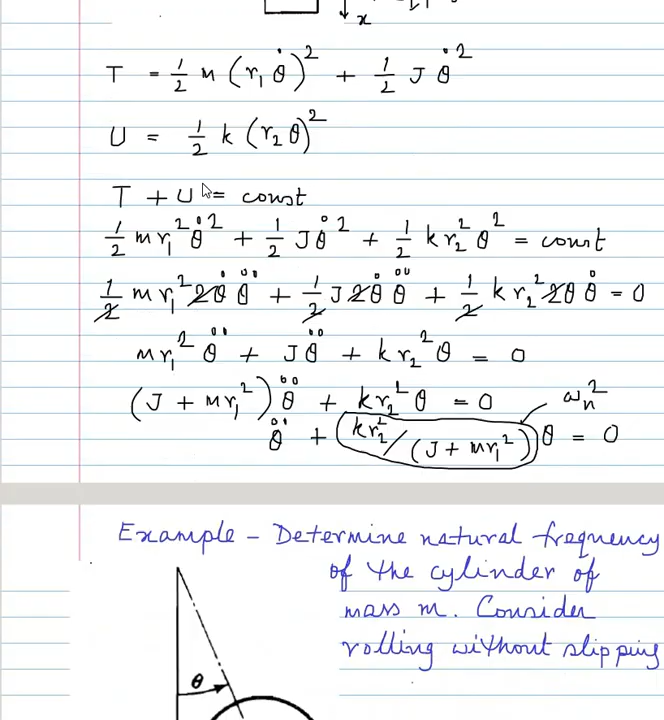 x
T = 1/2 m (r₁ θ̇)² + 1/2 J θ̇²
U = 1/2 k (r₂ θ)²
T + U = const
1/2 m r₁² θ̇² + 1/2 J θ̇² + 1/2 k r₂² θ² = const
1/2 m r₁² 2θ̇ θ̈ + 1/2 J 2θ̇ θ̈ + 1/2 k r₂² 2θ θ̇ = 0
m r₁² θ̈ + J θ̈ + k r₂² θ = 0
(J + m r₁²) θ̈ + k r₂² θ = 0 ωₙ²
θ̈ + (k r₂² / (J + m r₁²)) θ = 0
Example - Determine natural frequency
of the cylinder of
mass m. Consider
rolling without slipping
θ